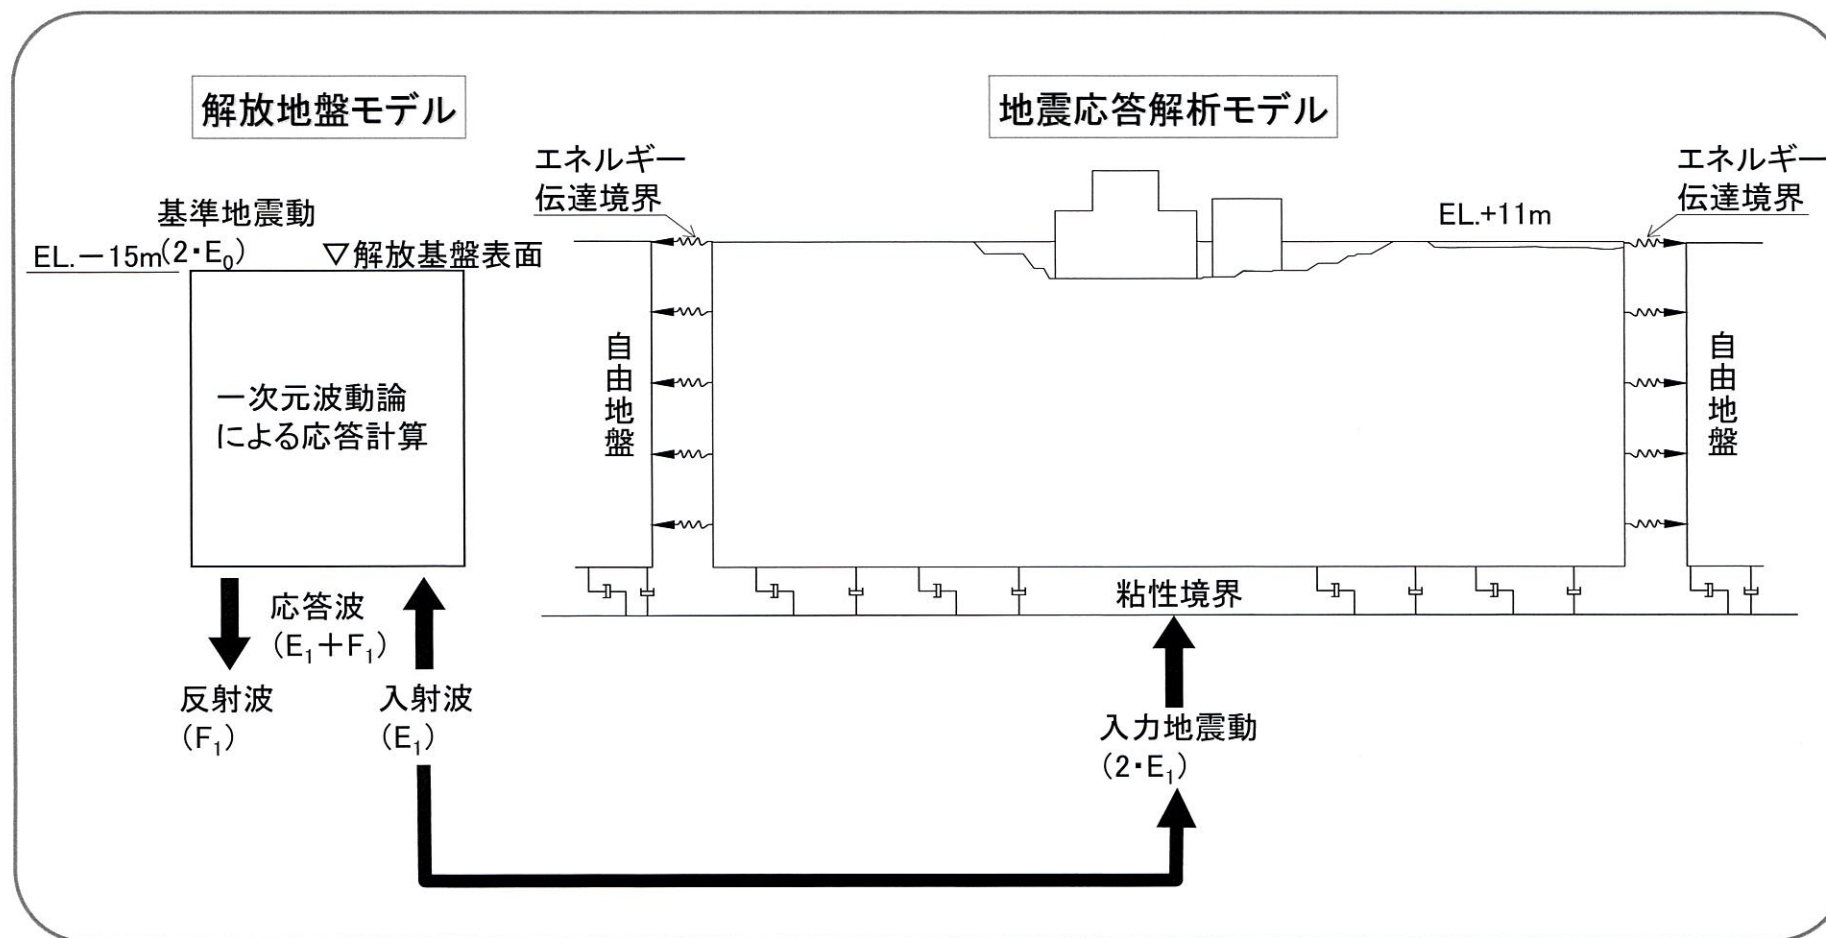 解放地盤モデル
基準地震動
(2・E₀)
EL.－15m
▽解放基盤表面
一次元波動論
による応答計算
応答波
(E₁＋F₁)
反射波
(F₁)
入射波
(E₁)
地震応答解析モデル
エネルギー
伝達境界
エネルギー
伝達境界
EL.+11m
自由地盤
自由地盤
粘性境界
入力地震動
(2・E₁)